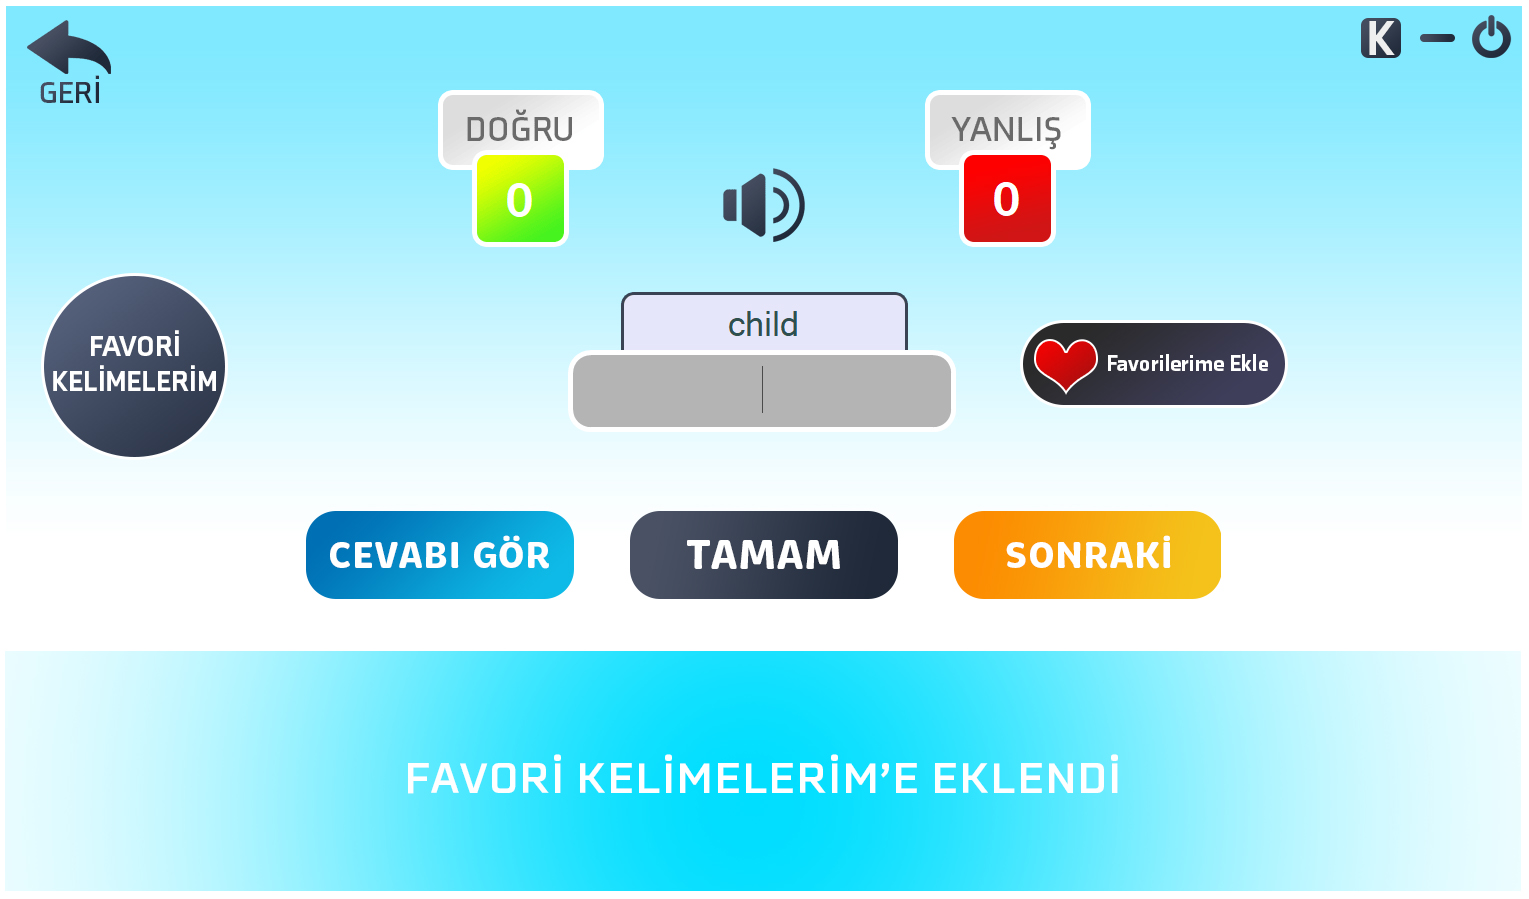 K
GERİ
DOĞRU
YANLIŞ
0
0
child
FAVORİ
KELİMELERİM
Favorilerime Ekle
CEVABI GÖR
TAMAM
SONRAKİ
FAVORİ KELİMELERİM’E EKLENDİ